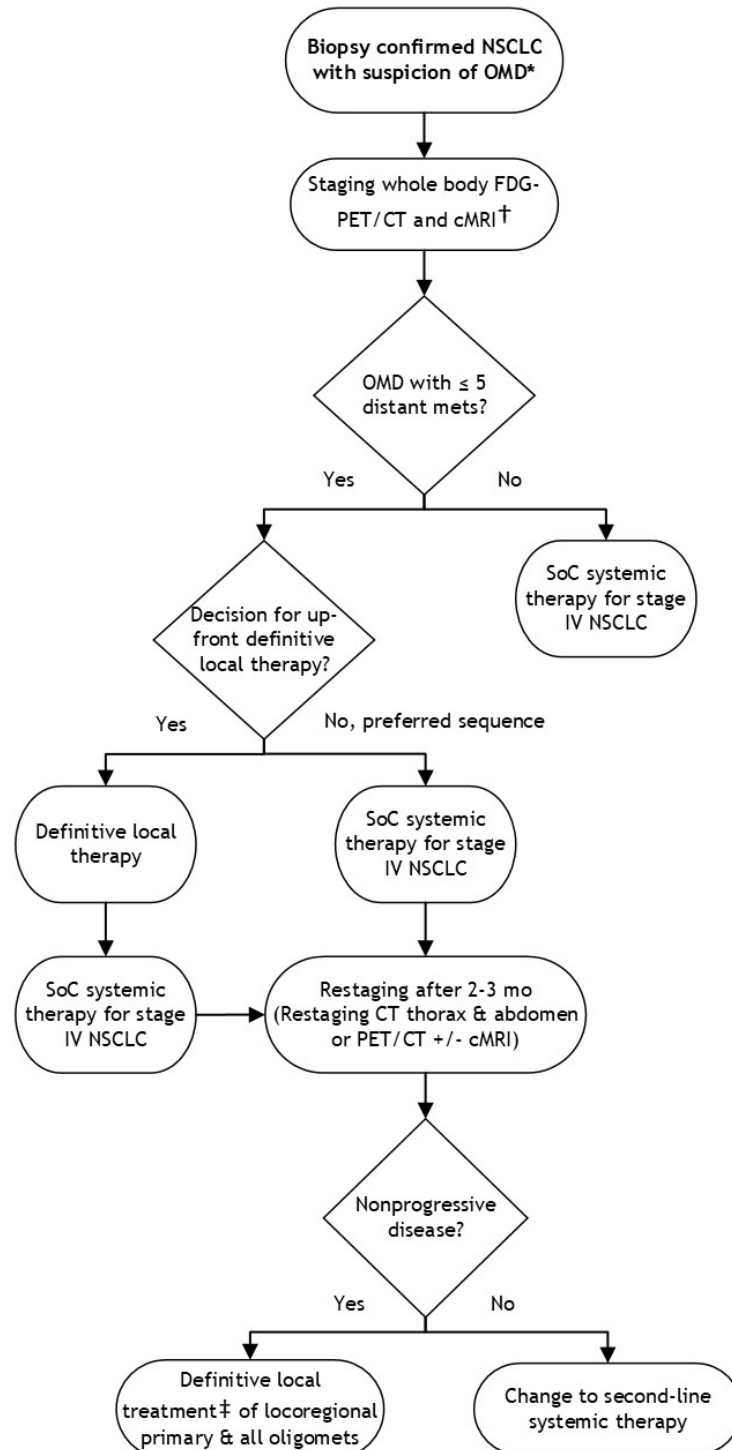 Biopsy confirmed NSCLC
with suspicion of OMD*
Staging whole body FDG-
PET/CT and cMRI†
OMD with ≤ 5
distant mets?
Yes
No
SoC systemic
therapy for stage
IV NSCLC
Decision for up-
front definitive
local therapy?
Yes
No, preferred sequence
Definitive local
therapy
SoC systemic
therapy for stage
IV NSCLC
SoC systemic
therapy for stage
IV NSCLC
Restaging after 2-3 mo
(Restaging CT thorax & abdomen
or PET/CT +/- cMRI)
Nonprogressive
disease?
Yes
No
Definitive local
treatment‡ of locoregional
primary & all oligomets
Change to second-line
systemic therapy